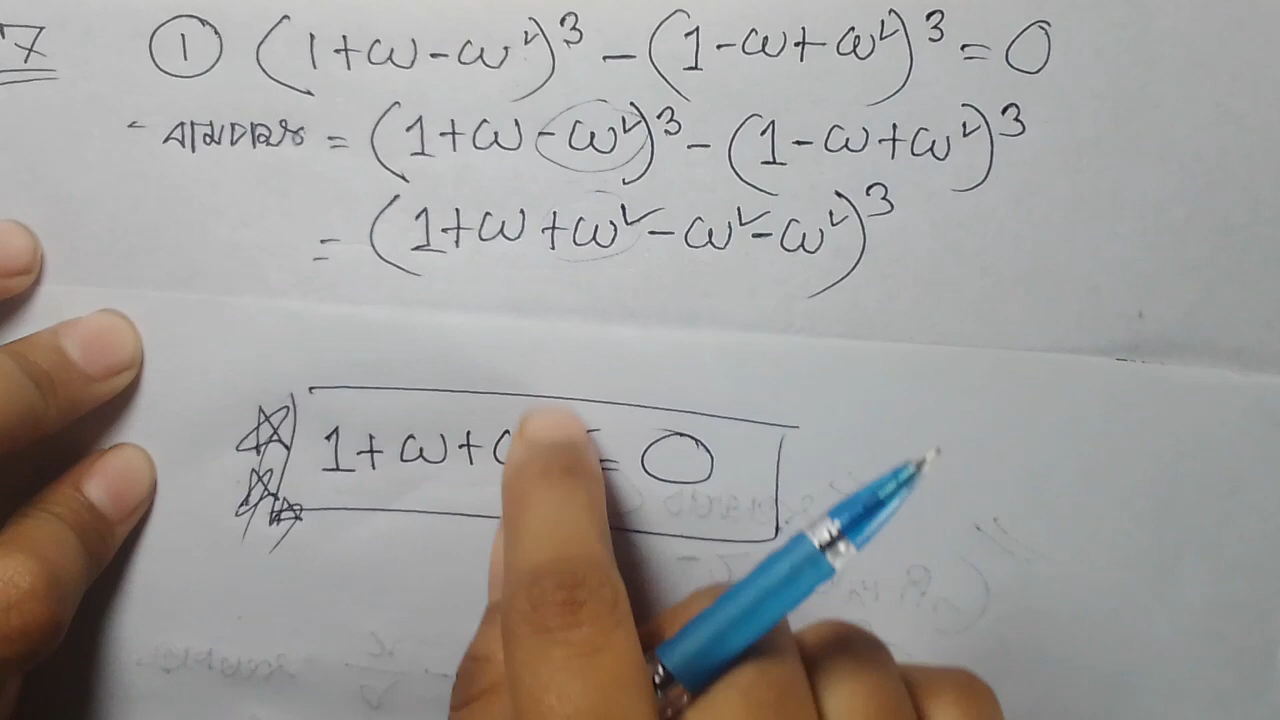 7 ① (1+ω-ω²)³-(1-ω+ω²)³=0
বামপক্ষ = (1+ω-ω²)³-(1-ω+ω²)³
= (1+ω+ω²-ω²-ω²)³
1+ω+ = 0